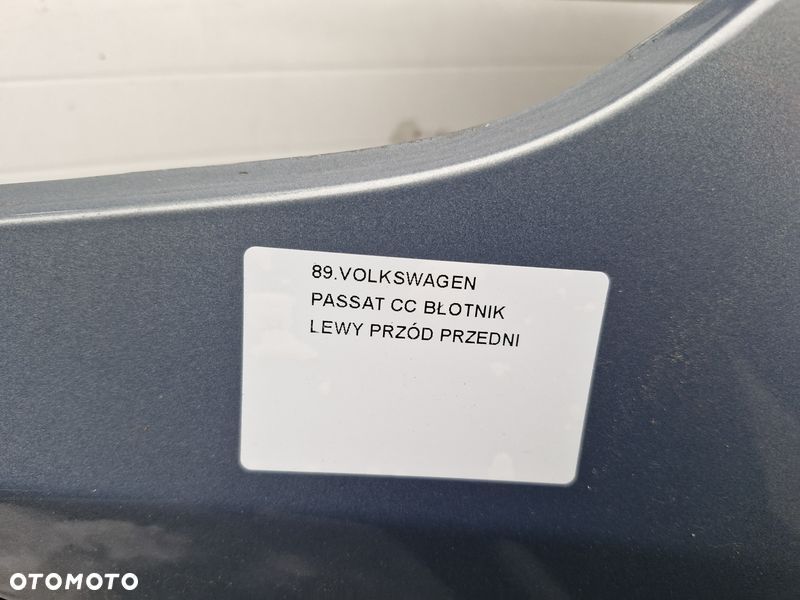 89.VOLKSWAGEN
PASSAT CC BŁOTNIK
LEWY PRZÓD PRZEDNI
OTOMOTO